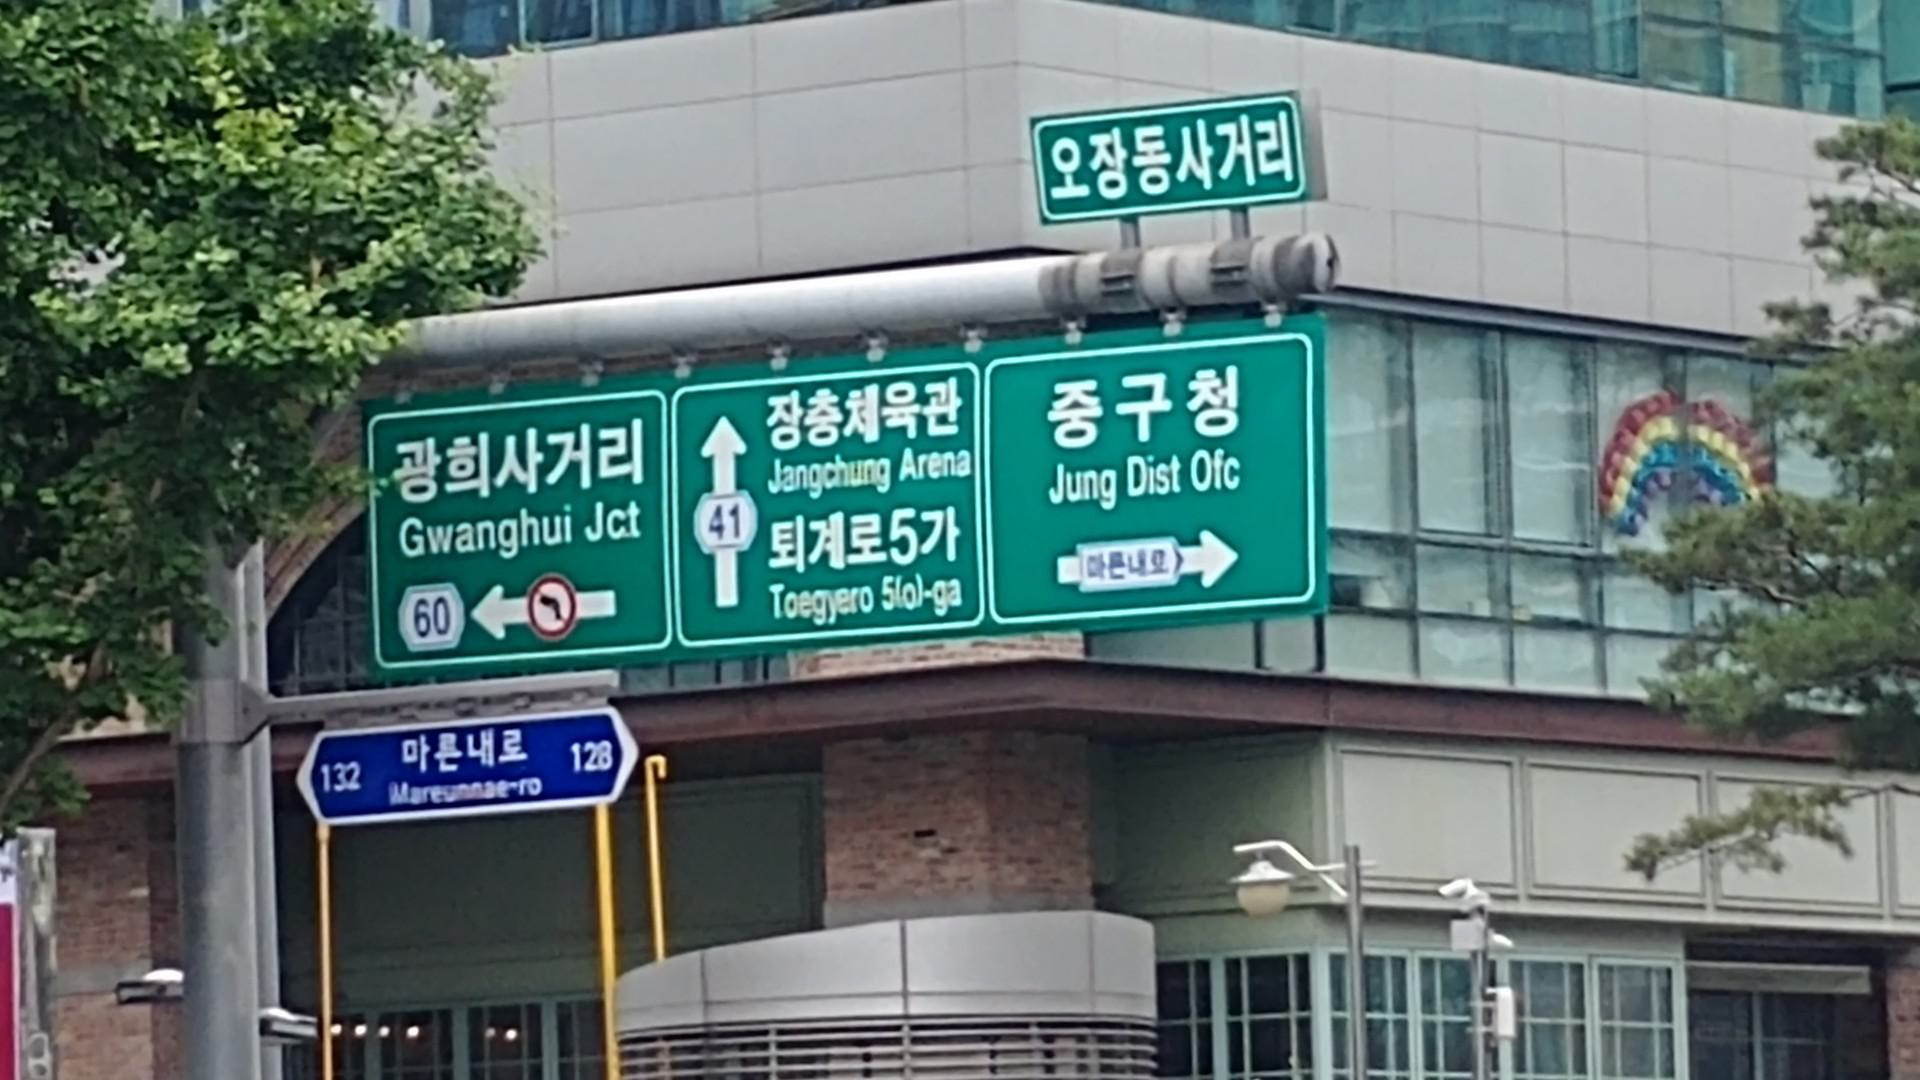 오장동사거리
광희사거리
Gwanghui Jct
60
장충체육관
Jangchung Arena
41
퇴계로5가
Toegyero 5(o)-ga
중구청
Jung Dist Ofc
마른내로
132 마른내로 128
Mareunnae-ro